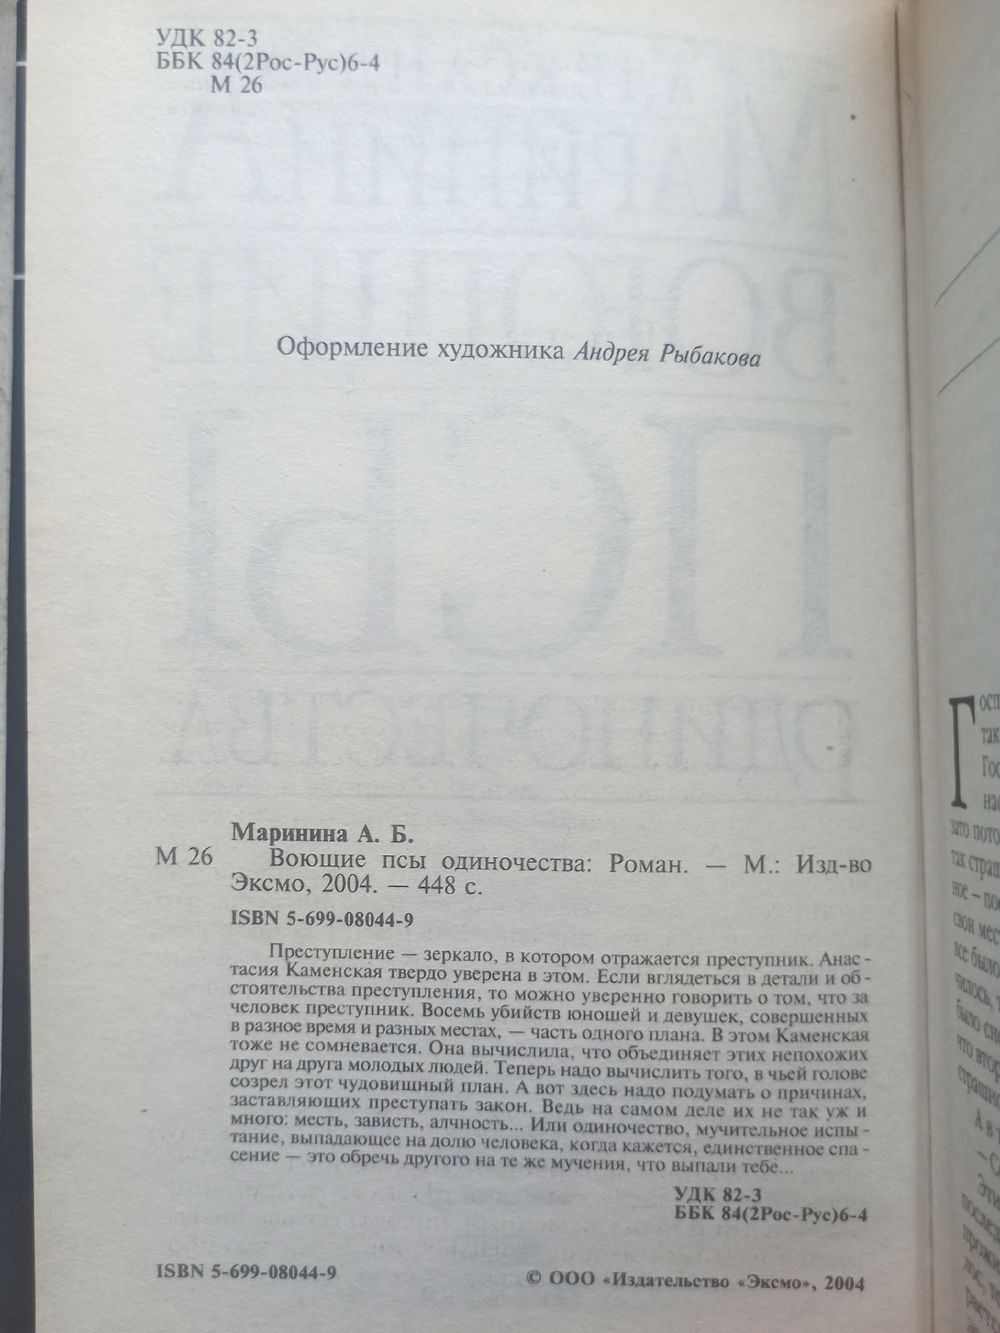 УДК 82-3
ББК 84(2Рос-Рус)6-4
М 26
Оформление художника Андрея Рыбакова
Маринина А. Б.
М 26 Воющие псы одиночества: Роман. — М.: Изд-во
Эксмо, 2004. — 448 с.
ISBN 5-699-08044-9
Преступление — зеркало, в котором отражается преступник. Анас-
тасия Каменская твердо уверена в этом. Если вглядеться в детали и об-
стоятельства преступления, то можно уверенно говорить о том, что за
человек преступник. Восемь убийств юношей и девушек, совершенных
в разное время и разных местах, — часть одного плана. В этом Каменская
тоже не сомневается. Она вычислила, что объединяет этих непохожих
друг на друга молодых людей. Теперь надо вычислить того, в чьей голове
созрел этот чудовищный план. А вот здесь надо подумать о причинах,
заставляющих преступать закон. Ведь на самом деле их не так уж и
много: месть, зависть, алчность... Или одиночество, мучительное испы-
тание, выпадающее на долю человека, когда кажется, единственное спа-
сение — это обречь другого на те же мучения, что выпали тебе...
УДК 82-3
ББК 84(2Рос-Рус)6-4
ISBN 5-699-08044-9
© ООО «Издательство «Эксмо», 2004